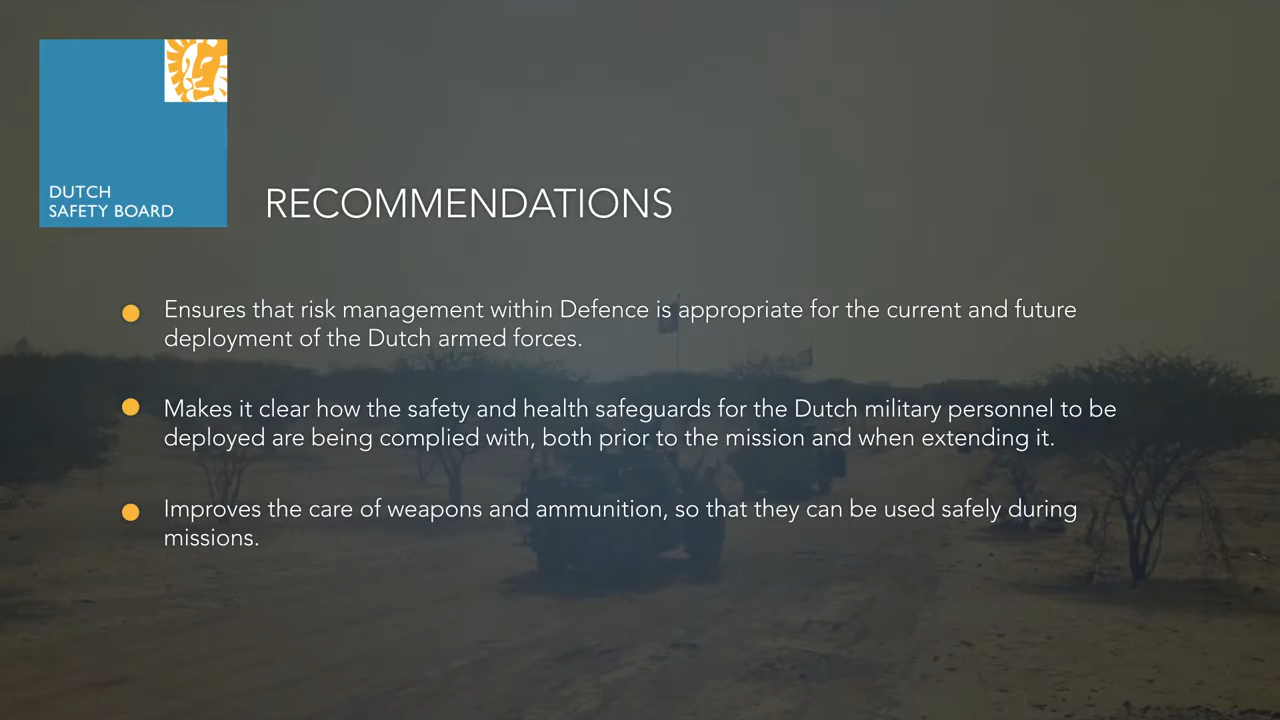 DUTCH
SAFETY BOARD
RECOMMENDATIONS
Ensures that risk management within Defence is appropriate for the current and future
deployment of the Dutch armed forces.
Makes it clear how the safety and health safeguards for the Dutch military personnel to be
deployed are being complied with, both prior to the mission and when extending it.
Improves the care of weapons and ammunition, so that they can be used safely during
missions.